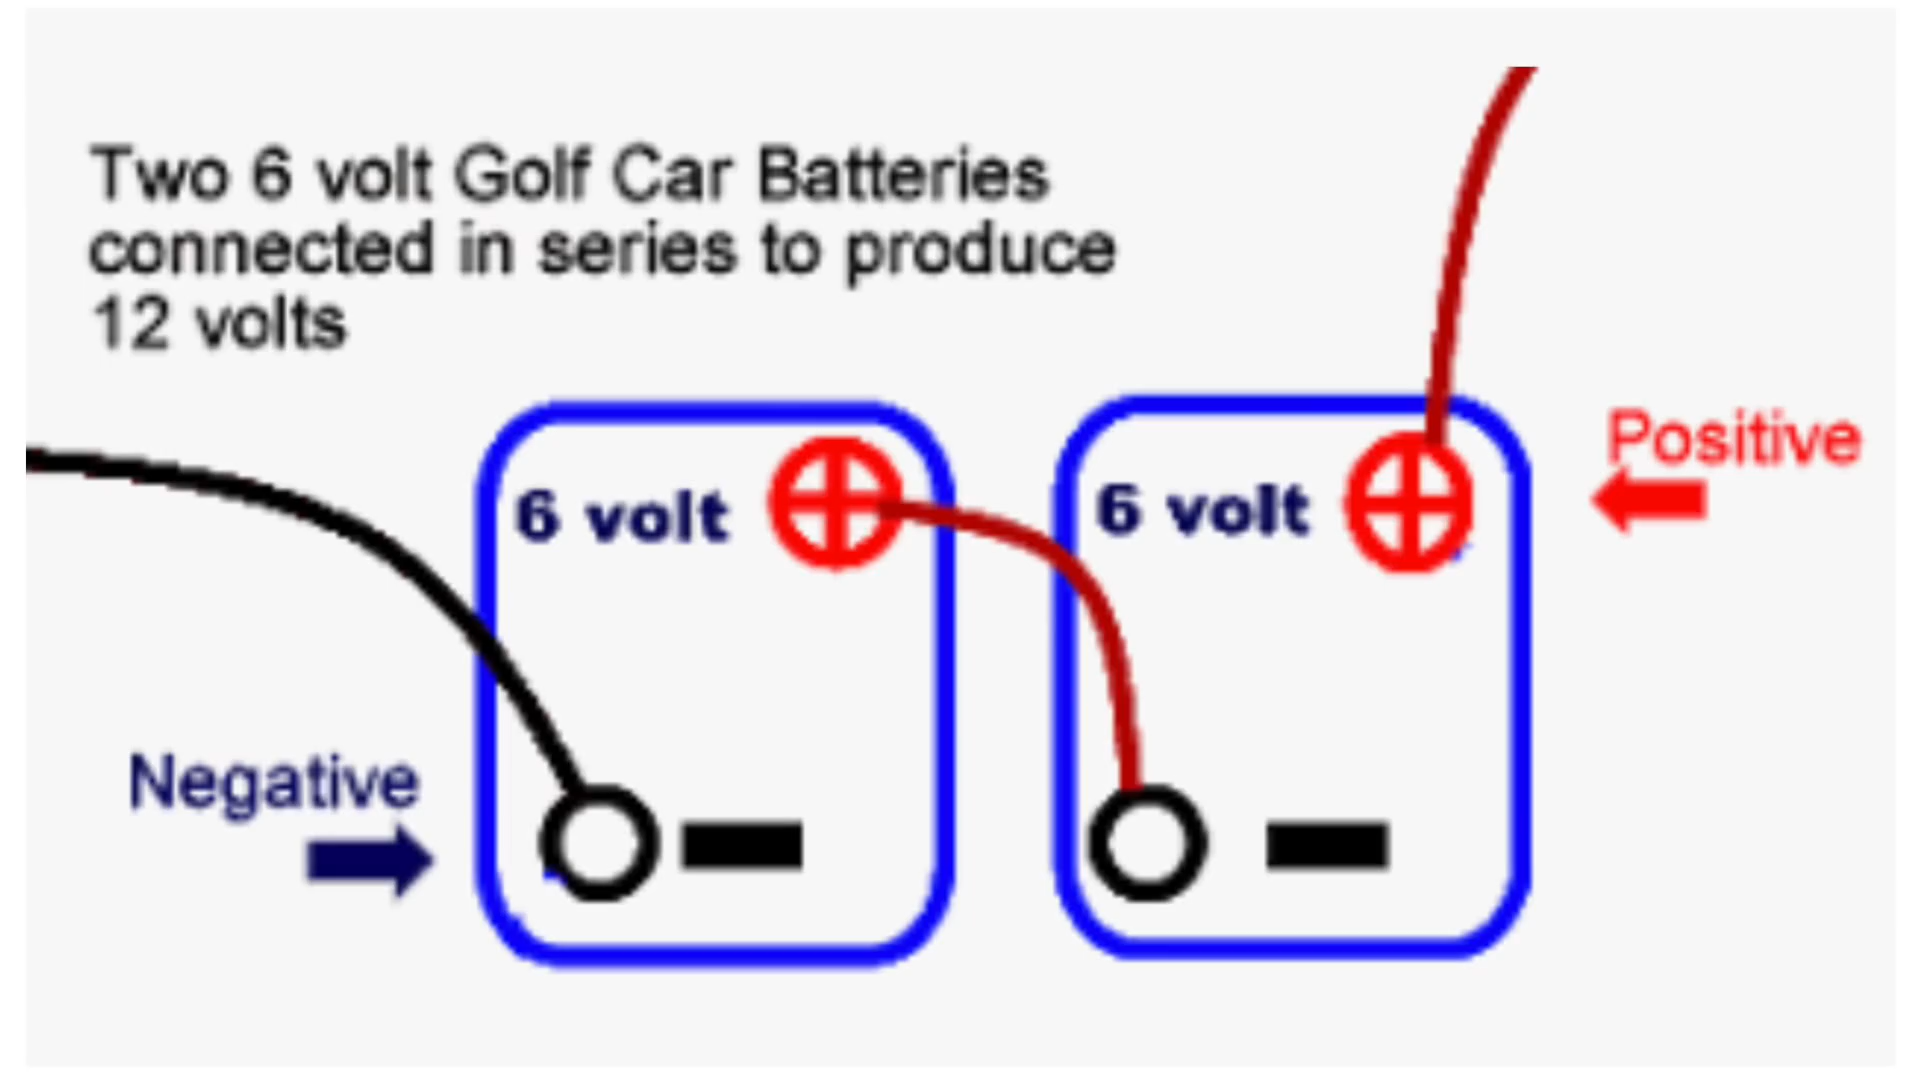 Two 6 volt Golf Car Batteries
connected in series to produce
12 volts
Positive
6 volt
6 volt
Negative